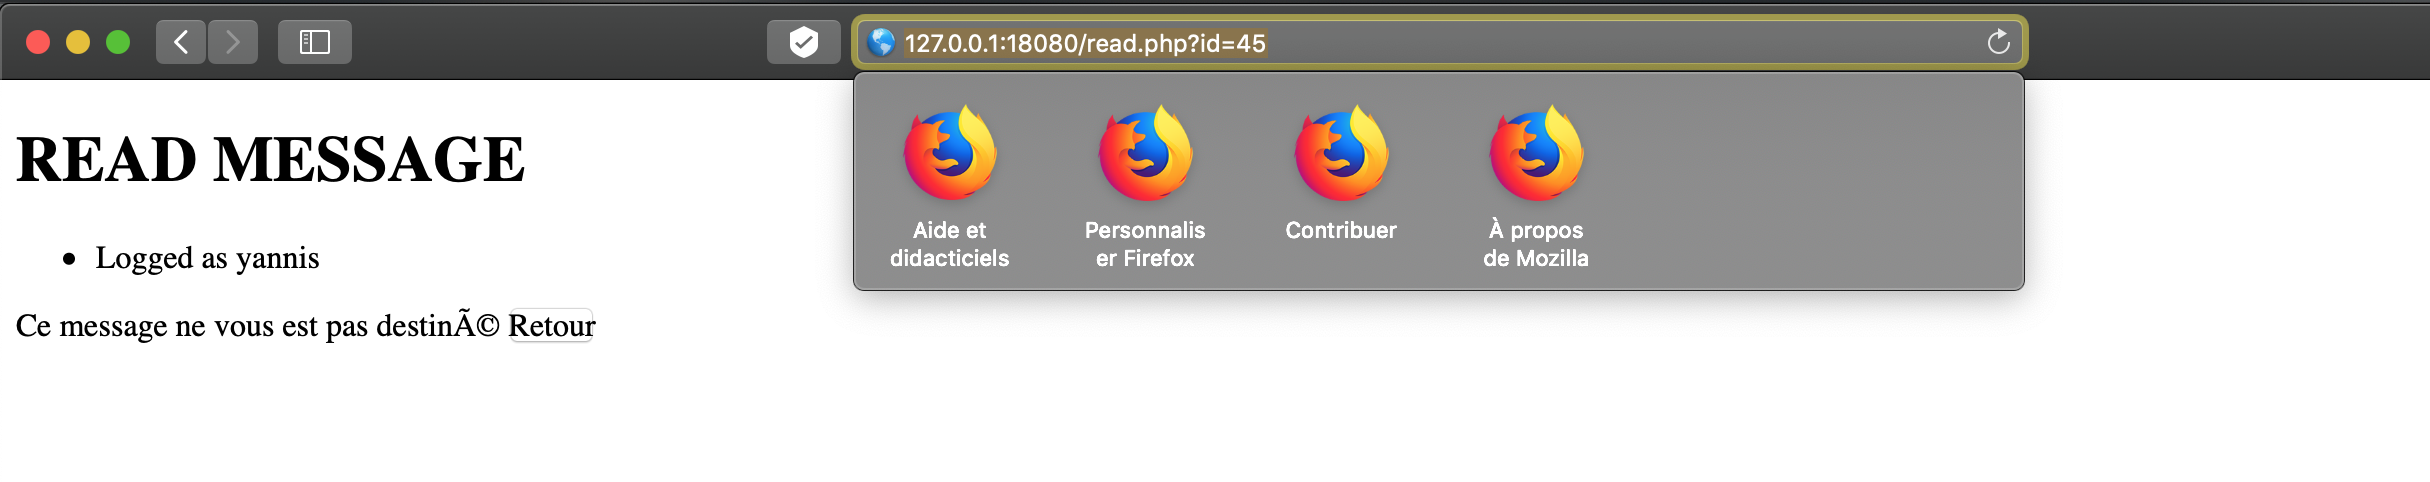 127.0.0.1:18080/read.php?id=45
Aide et
didacticiels
Personnalis
er Firefox
Contribuer
À propos
de Mozilla
READ MESSAGE
Logged as yannis
Ce message ne vous est pas destinÃ© Retour